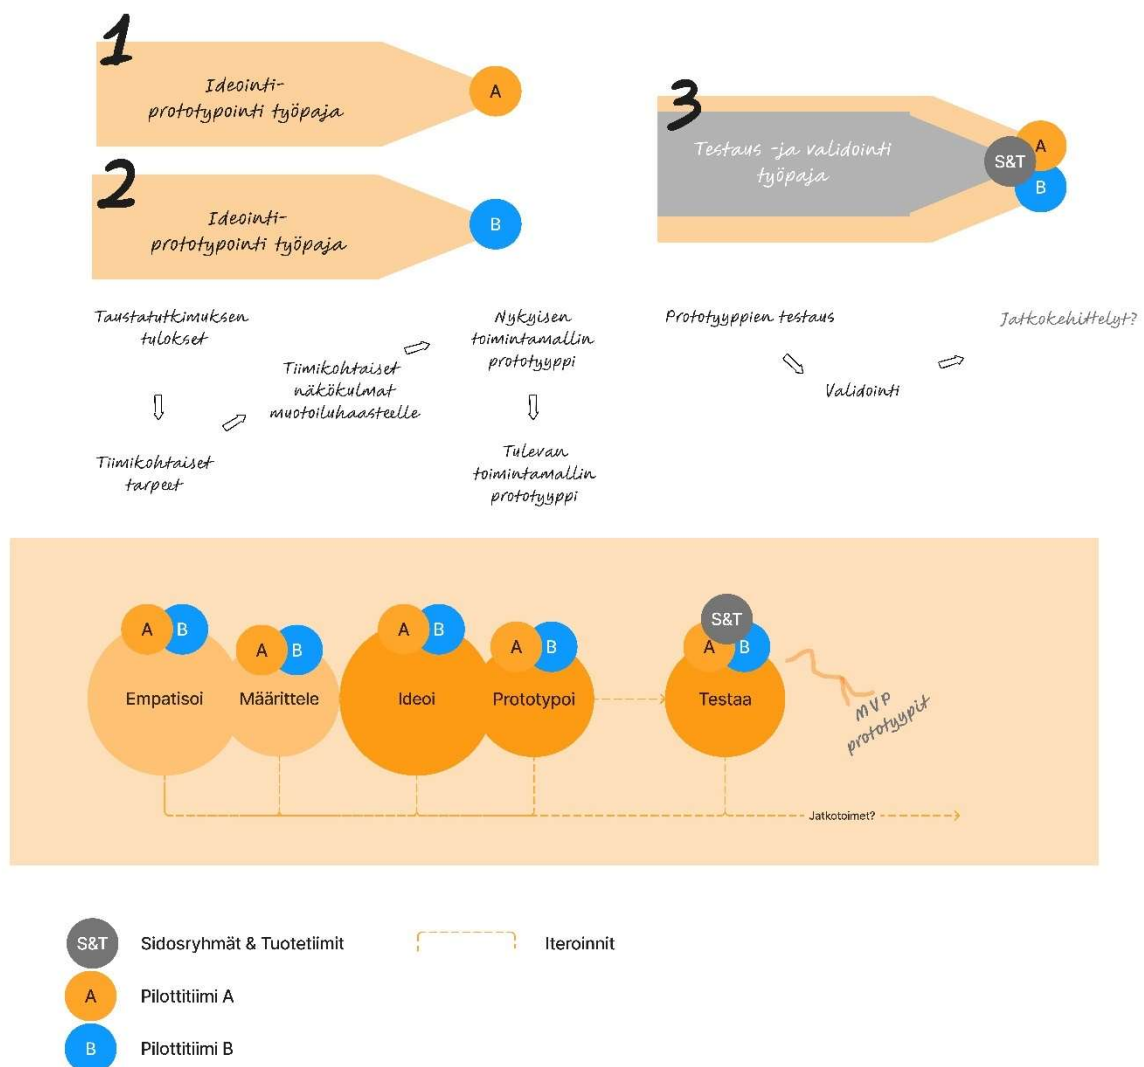 1
Ideointi-
prototypointi työpaja
A
2
Ideointi-
prototypointi työpaja
B
3
Testaus -ja validointi
työpaja
S&T
A
B
Taustatutkimuksen
tulokset
Tiimikohtaiset
tarpeet
Tiimikohtaiset
näkökulmat
muotoiluhaasteelle
Nykyisen
toimintamallin
prototyyppi
Tulevan
toimintamallin
prototyyppi
Prototyyppien testaus
Validointi
Jatkokehittelyt?
A B
Empatisoi
A B
Määrittele
A B
Ideoi
A B
Prototypoi
S&T
A B
Testaa
MVP
prototyypit
Jatkotoimet?
S&T Sidosryhmät & Tuotetiimit
Iteroinnit
A Pilottitiimi A
B Pilottitiimi B